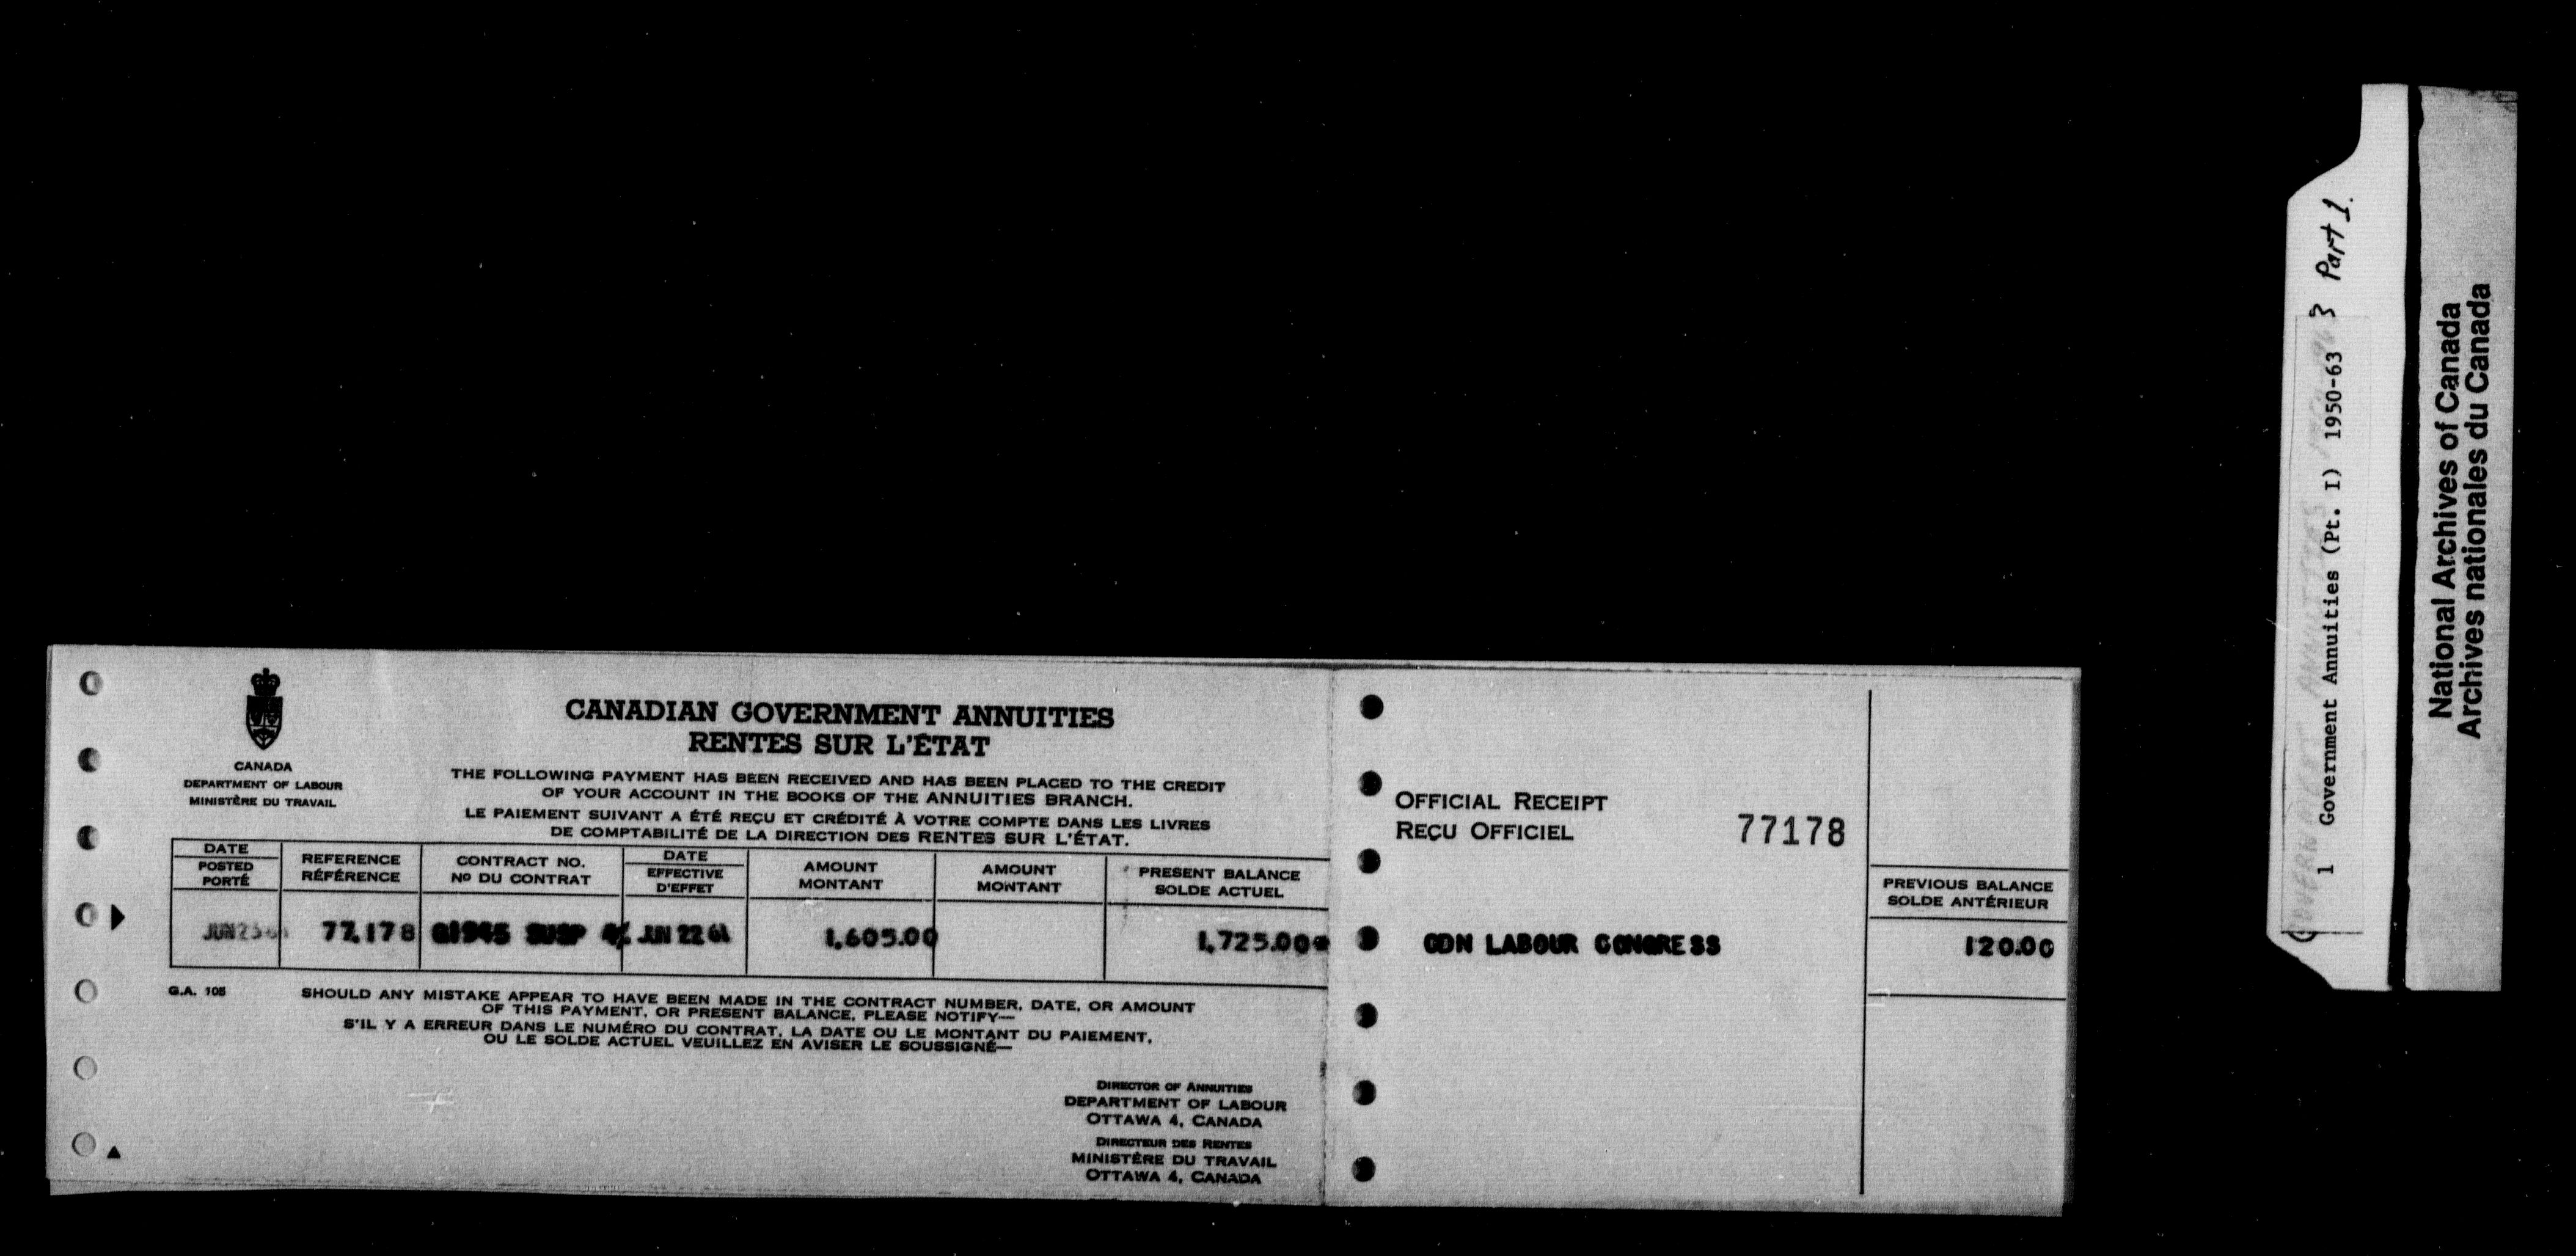 CANADA
DEPARTMENT OF LABOUR
MINISTÈRE DU TRAVAIL
CANADIAN GOVERNMENT ANNUITIES
RENTES SUR L'ÉTAT
THE FOLLOWING PAYMENT HAS BEEN RECEIVED AND HAS BEEN PLACED TO THE CREDIT
OF YOUR ACCOUNT IN THE BOOKS OF THE ANNUITIES BRANCH.
LE PAIEMENT SUIVANT A ÉTÉ REÇU ET CRÉDITÉ À VOTRE COMPTE DANS LES LIVRES
DE COMPTABILITÉ DE LA DIRECTION DES RENTES SUR L'ÉTAT.
DATE
POSTED
PORTÉ
REFERENCE
RÉFÉRENCE
CONTRACT NO.
NO DU CONTRAT
DATE
EFFECTIVE
D'EFFET
AMOUNT
MONTANT
AMOUNT
MONTANT
PRESENT BALANCE
SOLDE ACTUEL
77,178 SUSP JUN 22 61 1,605.00 1,725.00
G.A. 105
SHOULD ANY MISTAKE APPEAR TO HAVE BEEN MADE IN THE CONTRACT NUMBER, DATE, OR AMOUNT
OF THIS PAYMENT, OR PRESENT BALANCE, PLEASE NOTIFY—
S'IL Y A ERREUR DANS LE NUMÉRO DU CONTRAT, LA DATE OU LE MONTANT DU PAIEMENT,
OU LE SOLDE ACTUEL VEUILLEZ EN AVISER LE SOUSSIGNÉ—
DIRECTOR OF ANNUITIES
DEPARTMENT OF LABOUR
OTTAWA 4, CANADA
DIRECTEUR DES RENTES
MINISTÈRE DU TRAVAIL
OTTAWA 4, CANADA
OFFICIAL RECEIPT
REÇU OFFICIEL
77178
CDN LABOUR CONGRESS
PREVIOUS BALANCE
SOLDE ANTÉRIEUR
120.00
1 Government Annuities (Pt. I) 1950-63 3 Part 1.
National Archives of Canada
Archives nationales du Canada